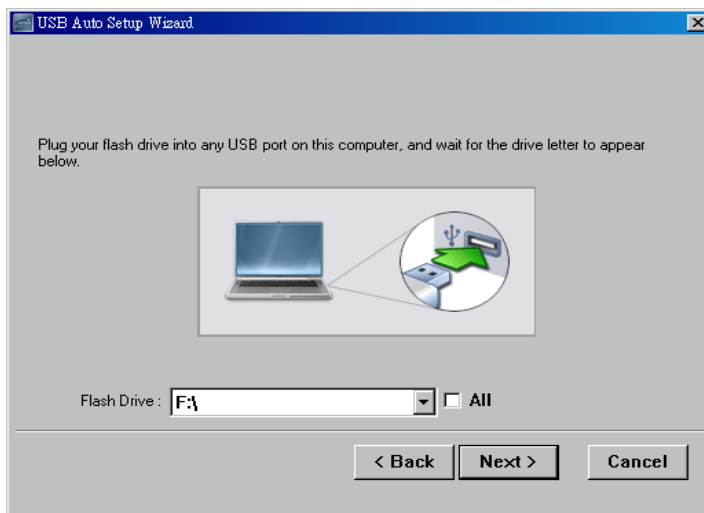 USB Auto Setup Wizard
Plug your flash drive into any USB port on this computer, and wait for the drive letter to appear
below.
Flash Drive : F:\ All
< Back Next > Cancel